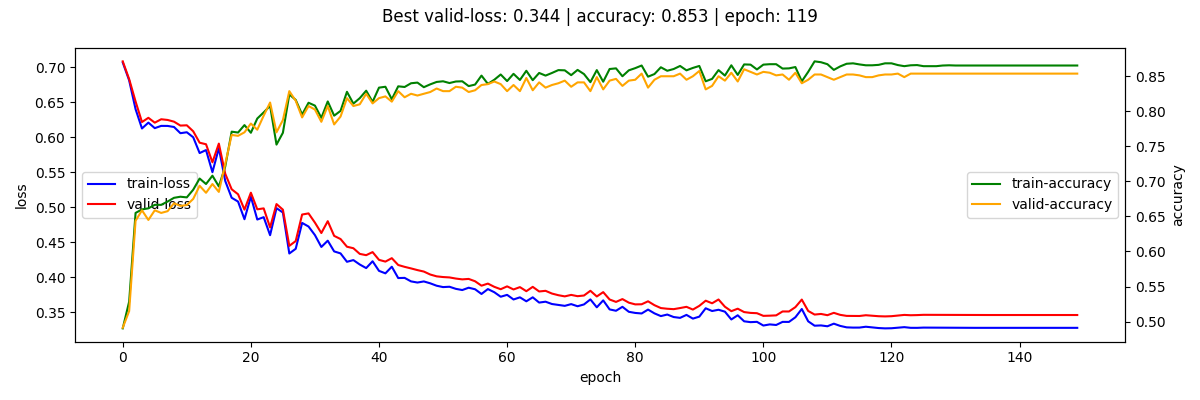 Best valid-loss: 0.344 | accuracy: 0.853 | epoch: 119
0.70
0.65
0.60
0.55
0.50
0.45
0.40
0.35
loss
train-loss
valid-loss
train-accuracy
valid-accuracy
0.85
0.80
0.75
0.70
0.65
0.60
0.55
0.50
accuracy
0 20 40 60 80 100 120 140
epoch